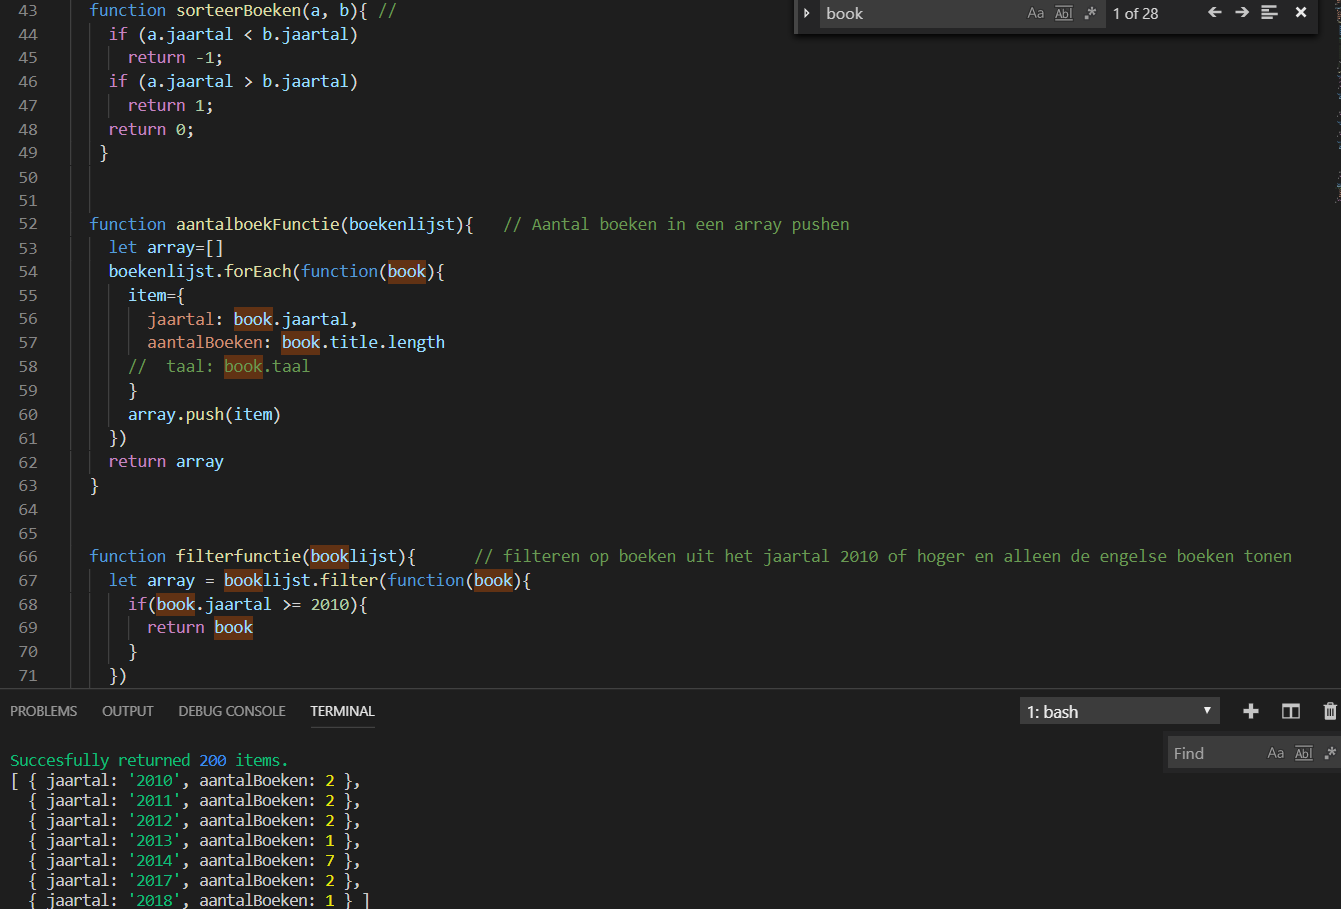 book Aa Abl .* 1 of 28
43 function sorteerBoeken(a, b){ //
44 if (a.jaartal < b.jaartal)
45 return -1;
46 if (a.jaartal > b.jaartal)
47 return 1;
48 return 0;
49 }
50
51
52 function aantalboekFunctie(boekenlijst){ // Aantal boeken in een array pushen
53 let array=[]
54 boekenlijst.forEach(function(book){
55 item={
56 jaartal: book.jaartal,
57 aantalBoeken: book.title.length
58 // taal: book.taal
59 }
60 array.push(item)
61 })
62 return array
63 }
64
65
66 function filterfunctie(booklijst){ // filteren op boeken uit het jaartal 2010 of hoger en alleen de engelse boeken tonen
67 let array = booklijst.filter(function(book){
68 if(book.jaartal >= 2010){
69 return book
70 }
71 })
PROBLEMS OUTPUT DEBUG CONSOLE TERMINAL 1: bash
Find Aa Abl .*
Succesfully returned 200 items.
[ { jaartal: '2010', aantalBoeken: 2 },
{ jaartal: '2011', aantalBoeken: 2 },
{ jaartal: '2012', aantalBoeken: 2 },
{ jaartal: '2013', aantalBoeken: 1 },
{ jaartal: '2014', aantalBoeken: 7 },
{ jaartal: '2017', aantalBoeken: 2 },
{ jaartal: '2018', aantalBoeken: 1 } ]